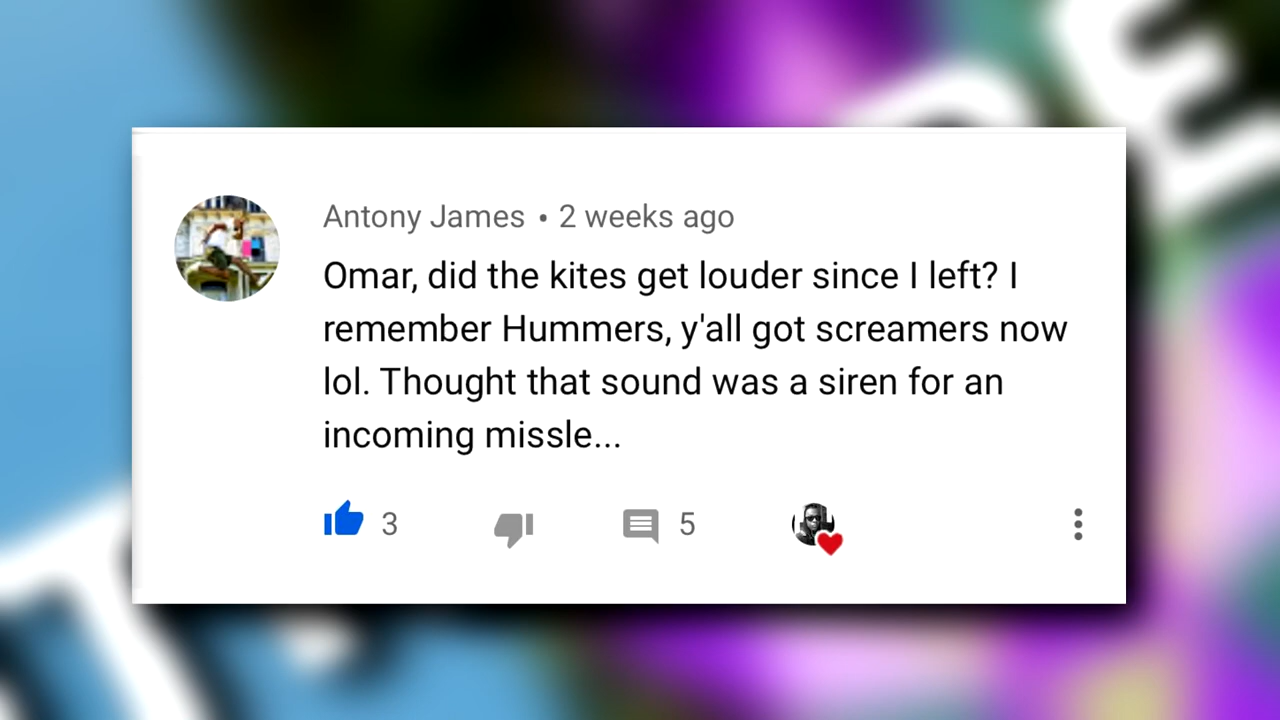 Antony James • 2 weeks ago
Omar, did the kites get louder since I left? I
remember Hummers, y'all got screamers now
lol. Thought that sound was a siren for an
incoming missle...
3
5